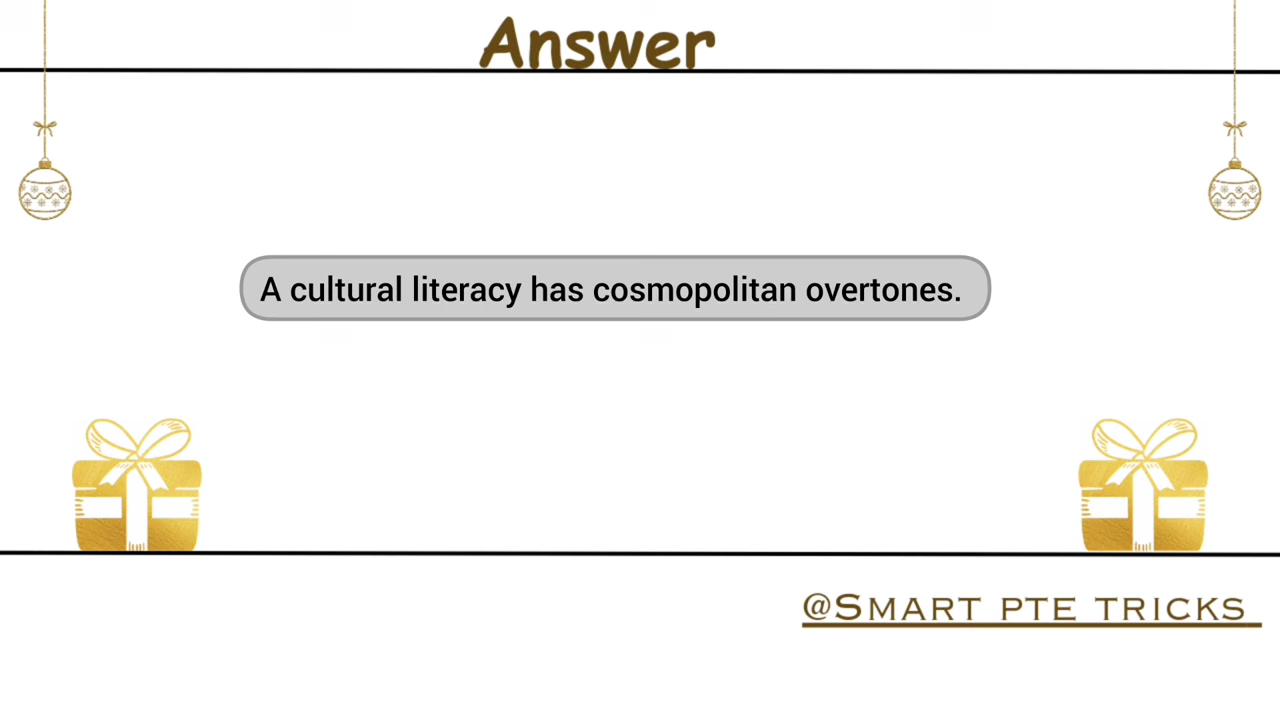 Answer
A cultural literacy has cosmopolitan overtones.
@SMART PTE TRICKS